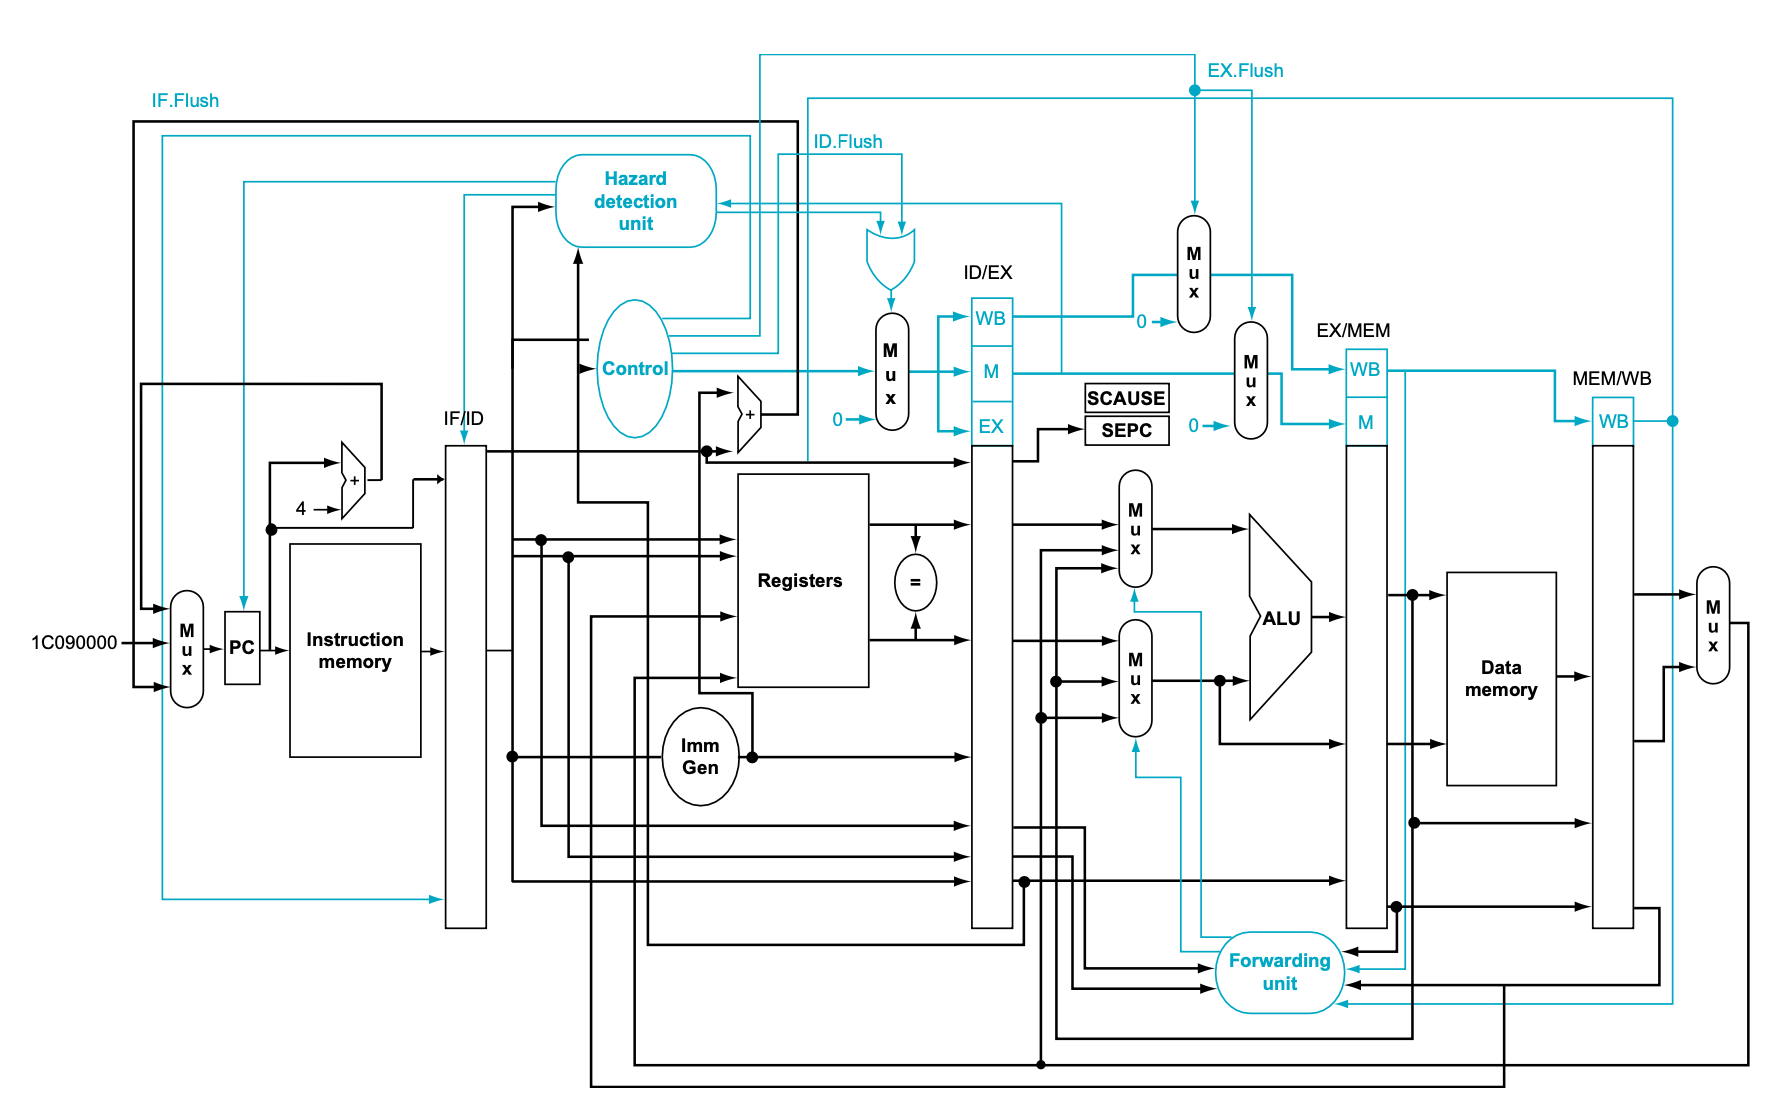 EX.Flush
IF.Flush
ID.Flush
Hazard
detection
unit
M
u
x
ID/EX
WB
0
EX/MEM
M
u
x
M
u
x
Control
M
WB
MEM/WB
SCAUSE
0
+
IF/ID
EX
SEPC
0
M
WB
+
4
M
u
x
Registers
=
ALU
M
u
x
1C090000
M
u
x
PC
Instruction
memory
M
u
x
Data
memory
Imm
Gen
Forwarding
unit